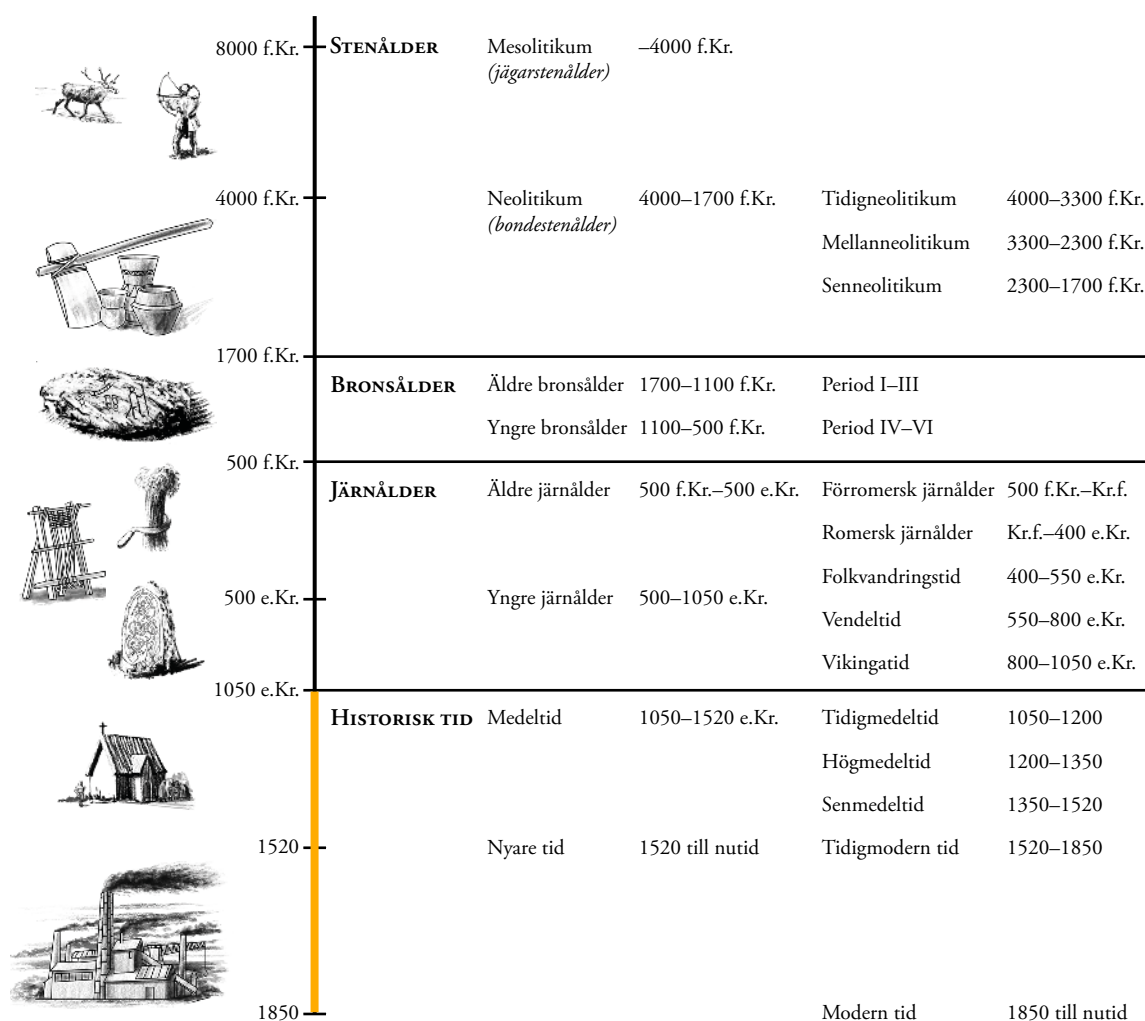 8000 f.Kr. STENÅLDER Mesolitikum –4000 f.Kr.
(jägarstenålder)
4000 f.Kr. Neolitikum 4000–1700 f.Kr. Tidigneolitikum 4000–3300 f.Kr.
(bondestenålder)
Mellanneolitikum 3300–2300 f.Kr.
Senneolitikum 2300–1700 f.Kr.
1700 f.Kr.
BRONSÅLDER Äldre bronsålder 1700–1100 f.Kr. Period I–III
Yngre bronsålder 1100–500 f.Kr. Period IV–VI
500 f.Kr.
JÄRNÅLDER Äldre järnålder 500 f.Kr.–500 e.Kr. Förromersk järnålder 500 f.Kr.–Kr.f.
Romersk järnålder Kr.f.–400 e.Kr.
Folkvandringstid 400–550 e.Kr.
500 e.Kr. Yngre järnålder 500–1050 e.Kr.
Vendeltid 550–800 e.Kr.
Vikingatid 800–1050 e.Kr.
1050 e.Kr.
HISTORISK TID Medeltid 1050–1520 e.Kr. Tidigmedeltid 1050–1200
Högmedeltid 1200–1350
Senmedeltid 1350–1520
1520 Nyare tid 1520 till nutid Tidigmodern tid 1520–1850
1850 Modern tid 1850 till nutid